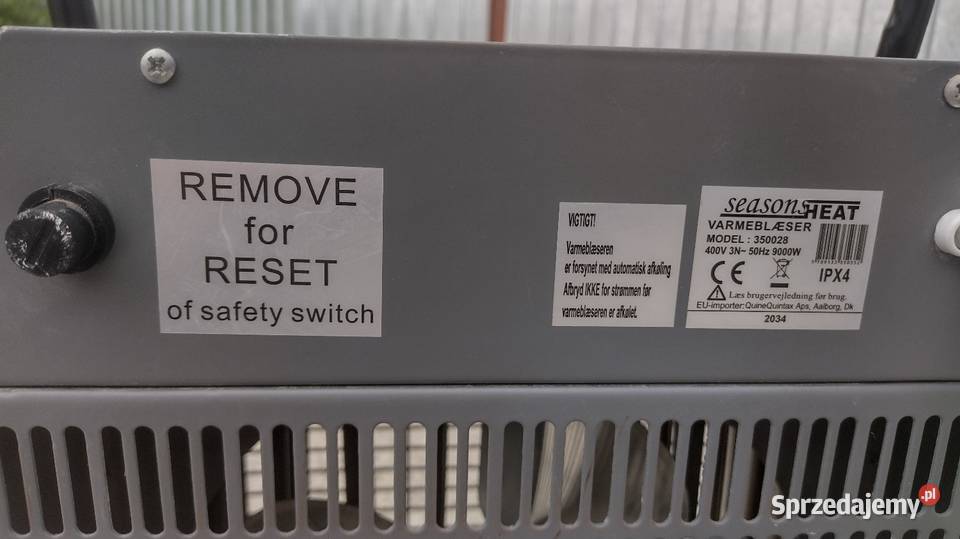 REMOVE
for
RESET
of safety switch
VIGTIGT!
Varmeblæseren
er forsynet med automatisk afkøling
Afbryd IKKE for strømmen før
varmeblæseren er afkølet.
seasons HEAT
VARMEBLÆSER
MODEL : 350028
400V 3N~ 50Hz 9000W
CE
IPX4
Læs brugervejledning før brug.
EU-importer:QuineQuintax Aps, Aalborg, Dk
2034
Sprzedajemy.pl